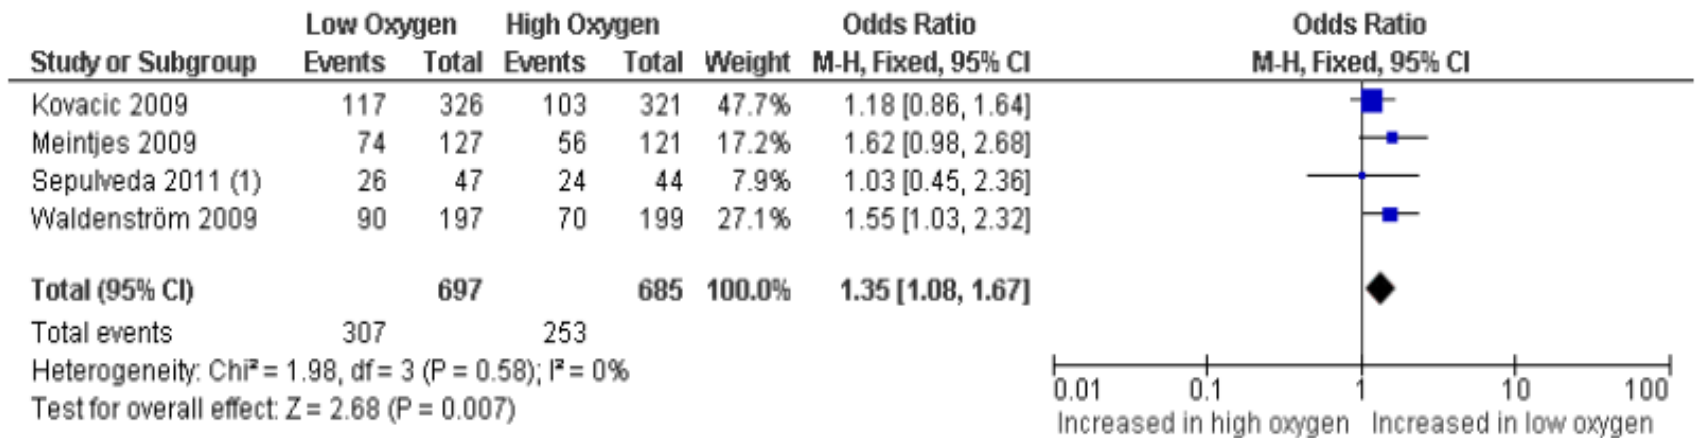 Low Oxygen High Oxygen Odds Ratio Odds Ratio
Study or Subgroup Events Total Events Total Weight M-H, Fixed, 95% CI M-H, Fixed, 95% CI
Kovacic 2009 117 326 103 321 47.7% 1.18 [0.86, 1.64]
Meintjes 2009 74 127 56 121 17.2% 1.62 [0.98, 2.68]
Sepulveda 2011 (1) 26 47 24 44 7.9% 1.03 [0.45, 2.36]
Waldenström 2009 90 197 70 199 27.1% 1.55 [1.03, 2.32]
Total (95% CI) 697 685 100.0% 1.35 [1.08, 1.67]
Total events 307 253
Heterogeneity: Chi² = 1.98, df = 3 (P = 0.58); I² = 0%
Test for overall effect: Z = 2.68 (P = 0.007)
0.01 0.1 1 10 100
Increased in high oxygen Increased in low oxygen